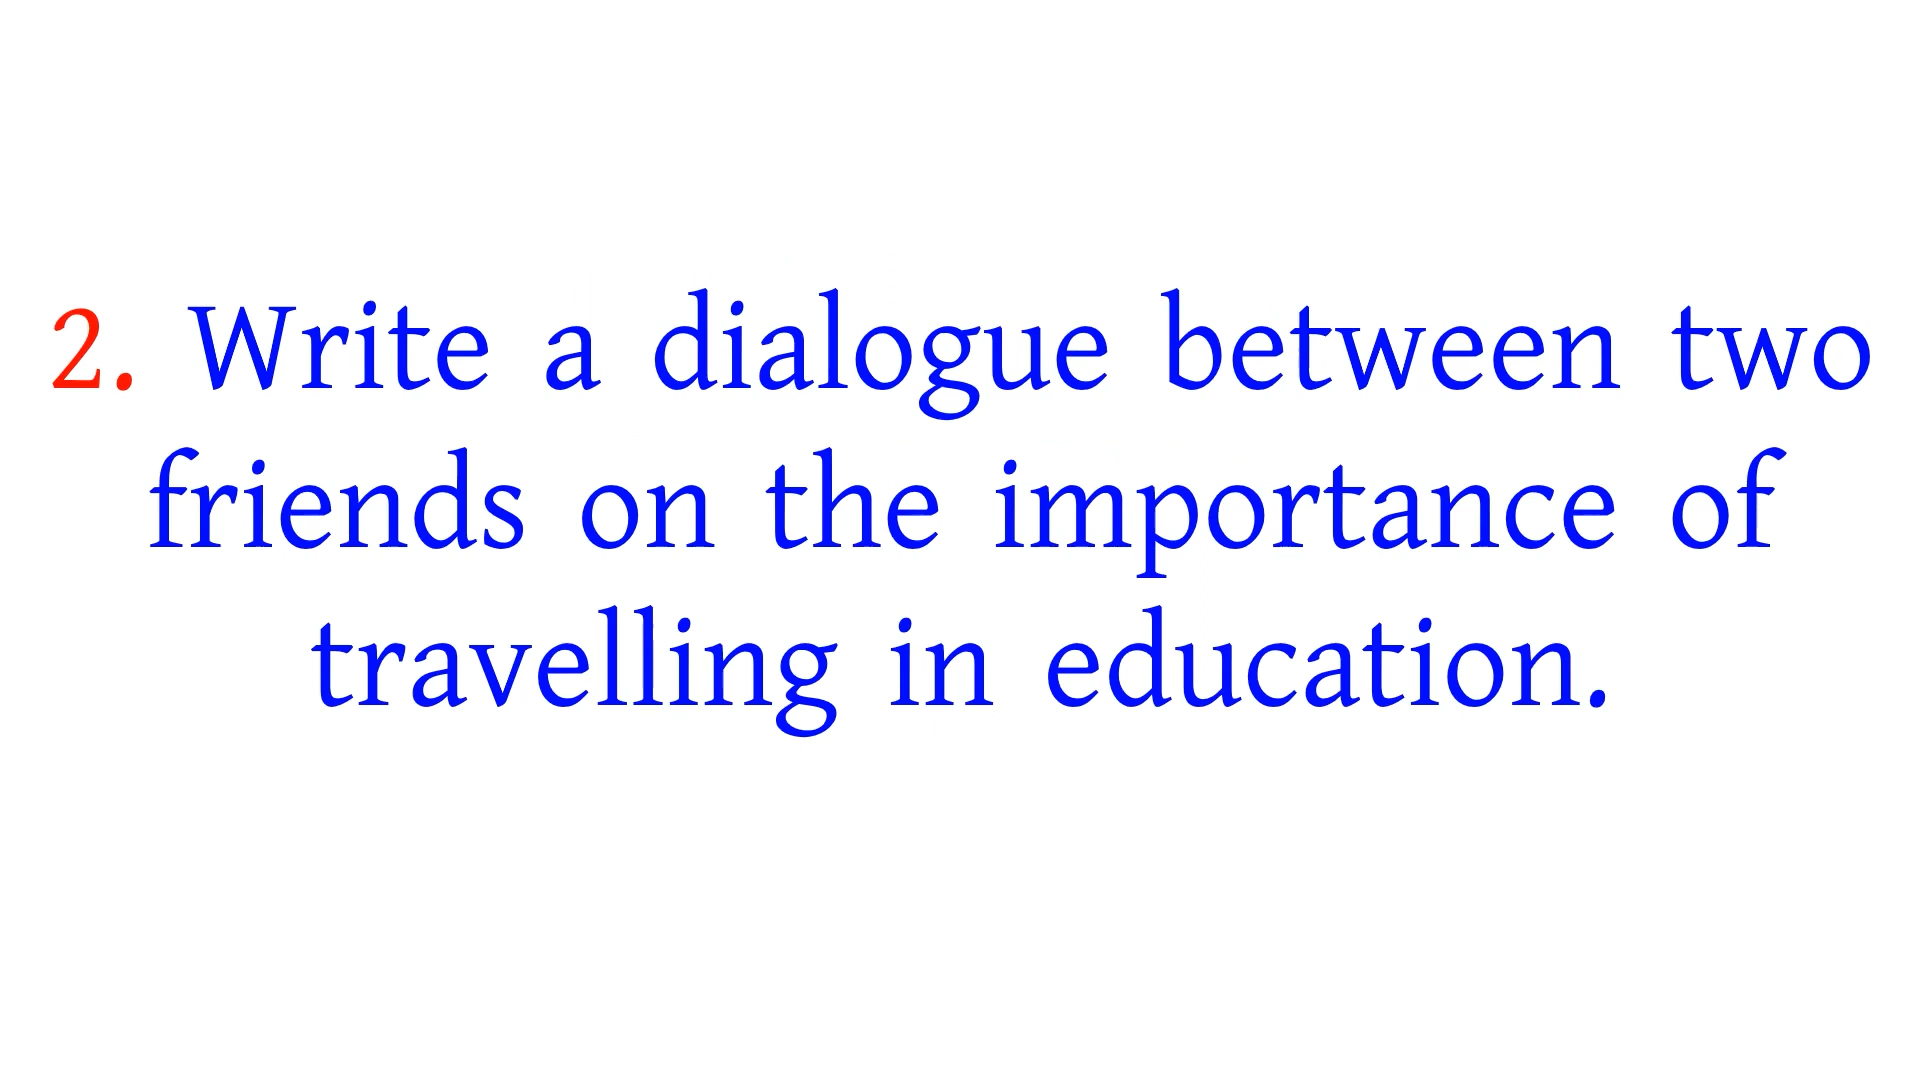 2. Write a dialogue between two
friends on the importance of
travelling in education.